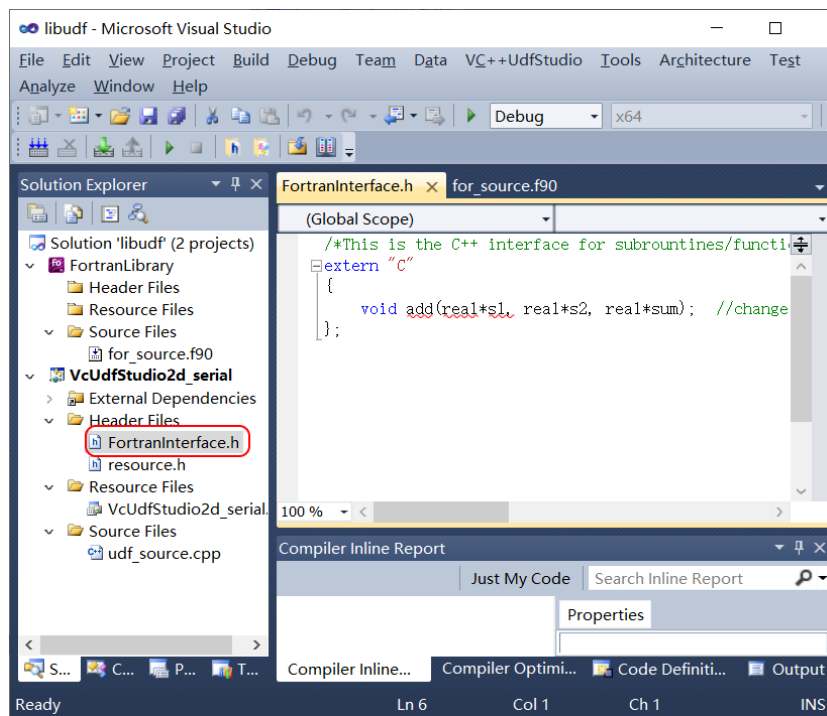 libudf - Microsoft Visual Studio
File Edit View Project Build Debug Team Data VC++UdfStudio Tools Architecture Test
Analyze Window Help
Debug x64
Solution Explorer
FortranInterface.h for_source.f90
(Global Scope)
Solution 'libudf' (2 projects)
FortranLibrary
Header Files
Resource Files
Source Files
for_source.f90
VcUdfStudio2d_serial
External Dependencies
Header Files
FortranInterface.h
resource.h
Resource Files
VcUdfStudio2d_serial.
Source Files
udf_source.cpp
/*This is the C++ interface for subrountines/functi
extern "C"
{
void add(real*s1, real*s2, real*sum); //change
};
100 %
Compiler Inline Report
Just My Code Search Inline Report
Properties
S... C... P... T... Compiler Inline... Compiler Optimi... Code Definiti... Output
Ready Ln 6 Col 1 Ch 1 INS